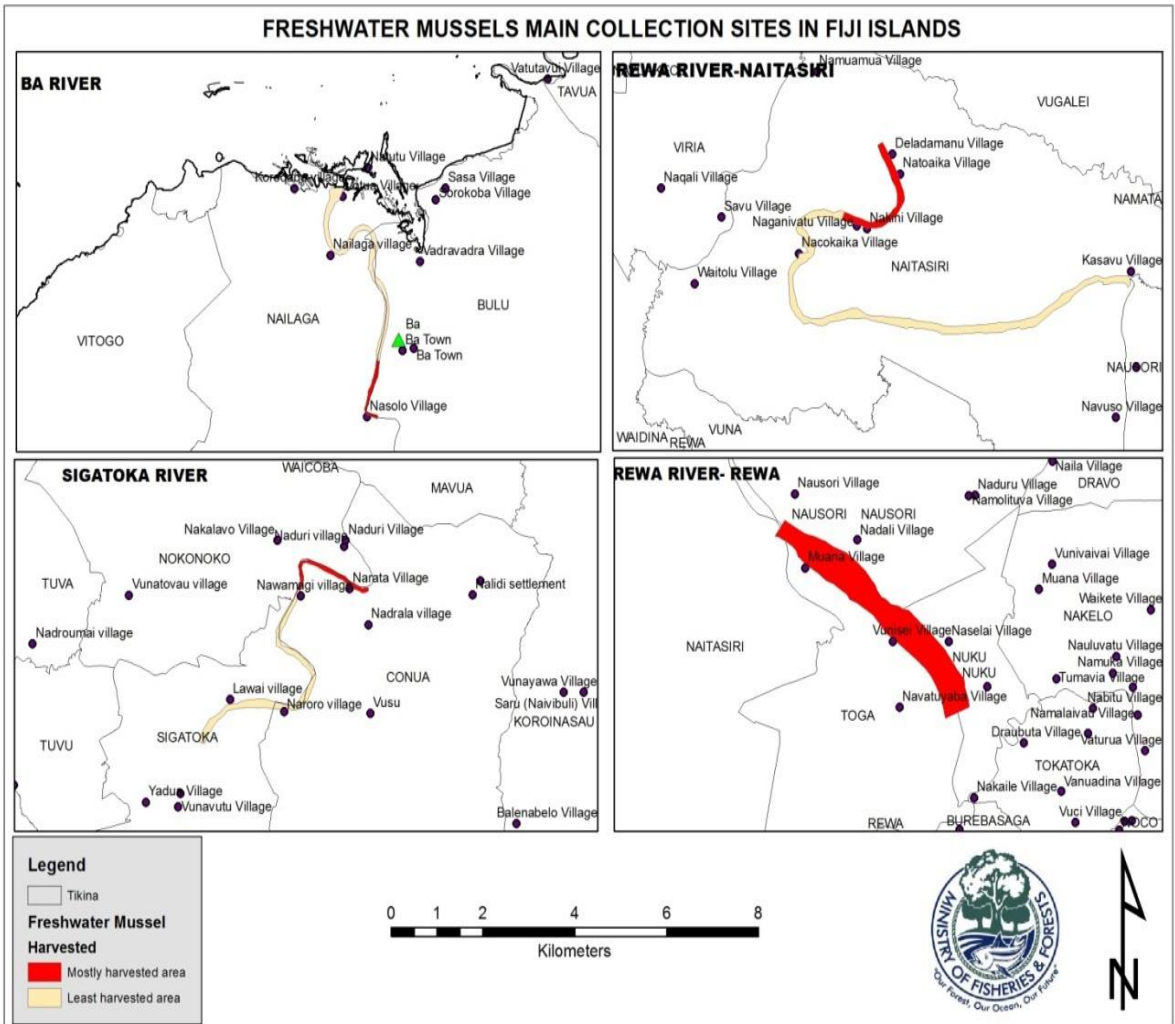 FRESHWATER MUSSELS MAIN COLLECTION SITES IN FIJI ISLANDS
BA RIVER
Vatutavui Village
TAVUA
Natutu Village
Sasa Village
Sorokoba Village
Votua Village
Nailaga village
Vadravadra Village
BULU
NAILAGA
VITOGO
Ba
Ba Town
Ba Town
Nasolo Village
REWA RIVER-NAITASIRI
Namuamua Village
VUGALEI
VIRIA
Deladamanu Village
Natoaika Village
Naqali Village
NAMATA
Savu Village
Naganivatu Village
Nakini Village
Nacokaika Village
NAITASIRI
Kasavu Village
Waitolu Village
NAUSORI
Navuso Village
VUNA
WAIDINA
REWA
SIGATOKA RIVER
WAICOBA
MAVUA
Nakalavo Village
Naduri village
Naduri Village
NOKONOKO
TUVA
Vunatovau village
Nawamagi village
Narata Village
Nalidi settlement
Nadrala village
Nadroumai village
CONUA
Lawai village
Vunayawa Village
Naroro village
Vusu
Saru (Naivibuli) Vill
KOROINASAU
SIGATOKA
TUVU
Yadua Village
Vunavutu Village
Balenabelo Village
REWA RIVER- REWA
Naila Village
DRAVO
Nausori Village
Naduru Village
Namolituva Village
NAUSORI
NAUSORI
Nadali Village
Muana Village
Vunivaivai Village
Muana Village
Waikete Village
NAKELO
NAITASIRI
Vunisei Village
Naselai Village
Nauluvatu Village
NUKU
Namuka Village
NUKU
Tumavia Village
Navatuyaba Village
Nabitu Village
TOGA
Namalaivau Village
Draubuta Village
Vaturua Village
TOKATOKA
Nakaile Village
Vanuadina Village
REWA
BUREBASAGA
Vuci Village
Legend
Tikina
Freshwater Mussel
Harvested
Mostly harvested area
Least harvested area
0 1 2 4 6 8
Kilometers
MINISTRY OF FISHERIES & FORESTS
"Our Forest, Our Ocean, Our Future"
N